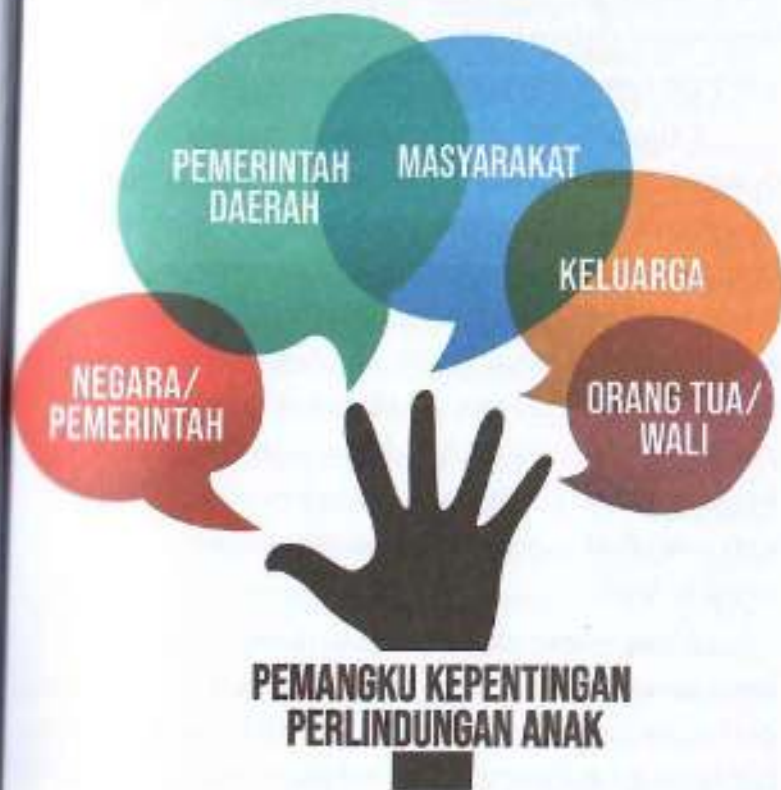 PEMERINTAH
DAERAH
MASYARAKAT
KELUARGA
NEGARA/
PEMERINTAH
ORANG TUA/
WALI
PEMANGKU KEPENTINGAN
PERLINDUNGAN ANAK